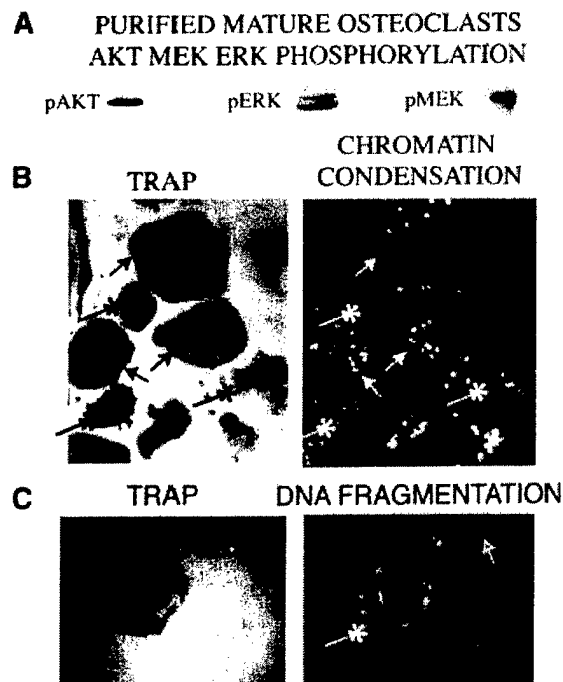 A
PURIFIED MATURE OSTEOCLASTS
AKT MEK ERK PHOSPHORYLATION
pAKT
pERK
pMEK
B
TRAP
CHROMATIN
CONDENSATION
C
TRAP
DNA FRAGMENTATION